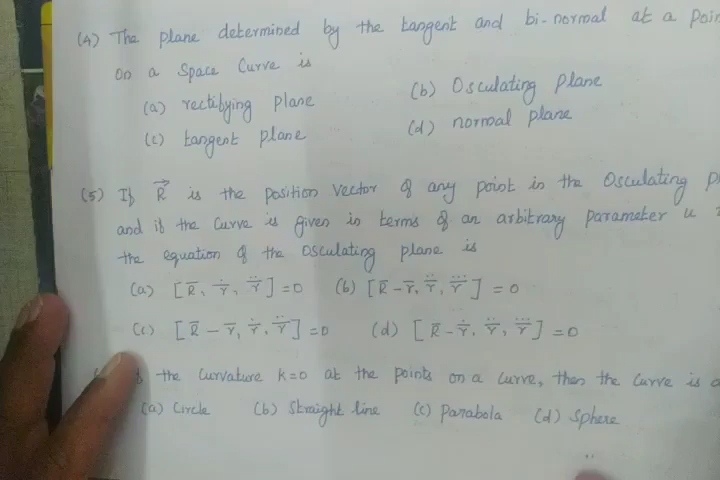 (4) The plane determined by the tangent and bi-normal at a
on a space curve is
(a) rectifying plane (b) Osculating plane
(c) tangent plane (d) normal plane
(5) If R⃗ is the position vector of any point in the Osculating
and if the curve is given in terms of an arbitrary parameter u
the equation of the osculating plane is
(a) [R̅, ṙ̅, r̅̈] = 0 (b) [R̅ - r̅, r̅̈, r̅⃛] = 0
(c) [R̅ - r̅, ṙ̅, r̅̈] = 0 (d) [R̅ - ṙ̅, r̅̈, r̅⃛] = 0
the curvature K=0 at the points on a curve, then the curve is a
(a) Circle (b) Straight line (c) Parabola (d) Sphere